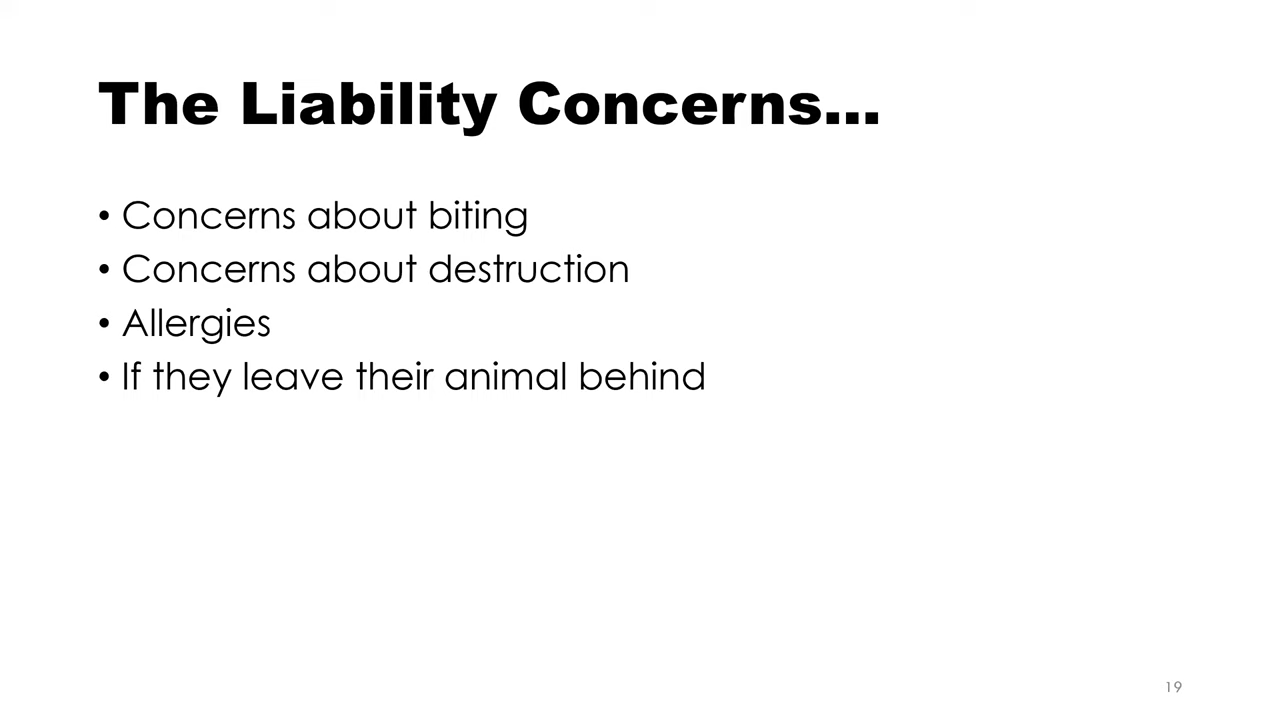 The Liability Concerns...
• Concerns about biting
• Concerns about destruction
• Allergies
• If they leave their animal behind
19